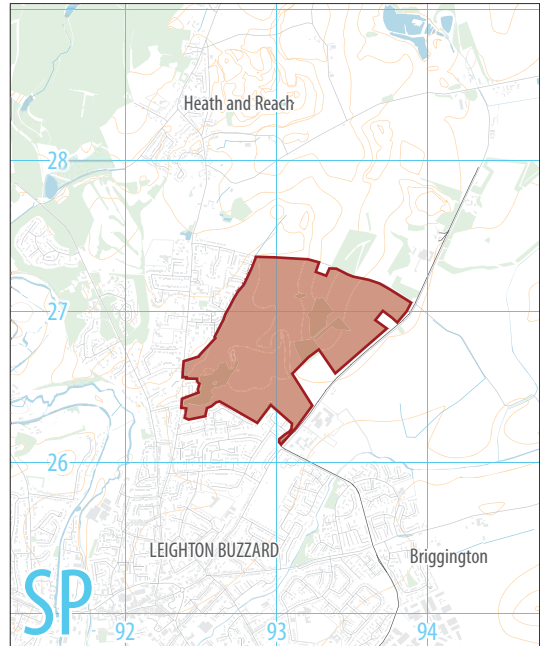 Heath and Reach
28
27
26
LEIGHTON BUZZARD
Briggington
SP
92
93
94